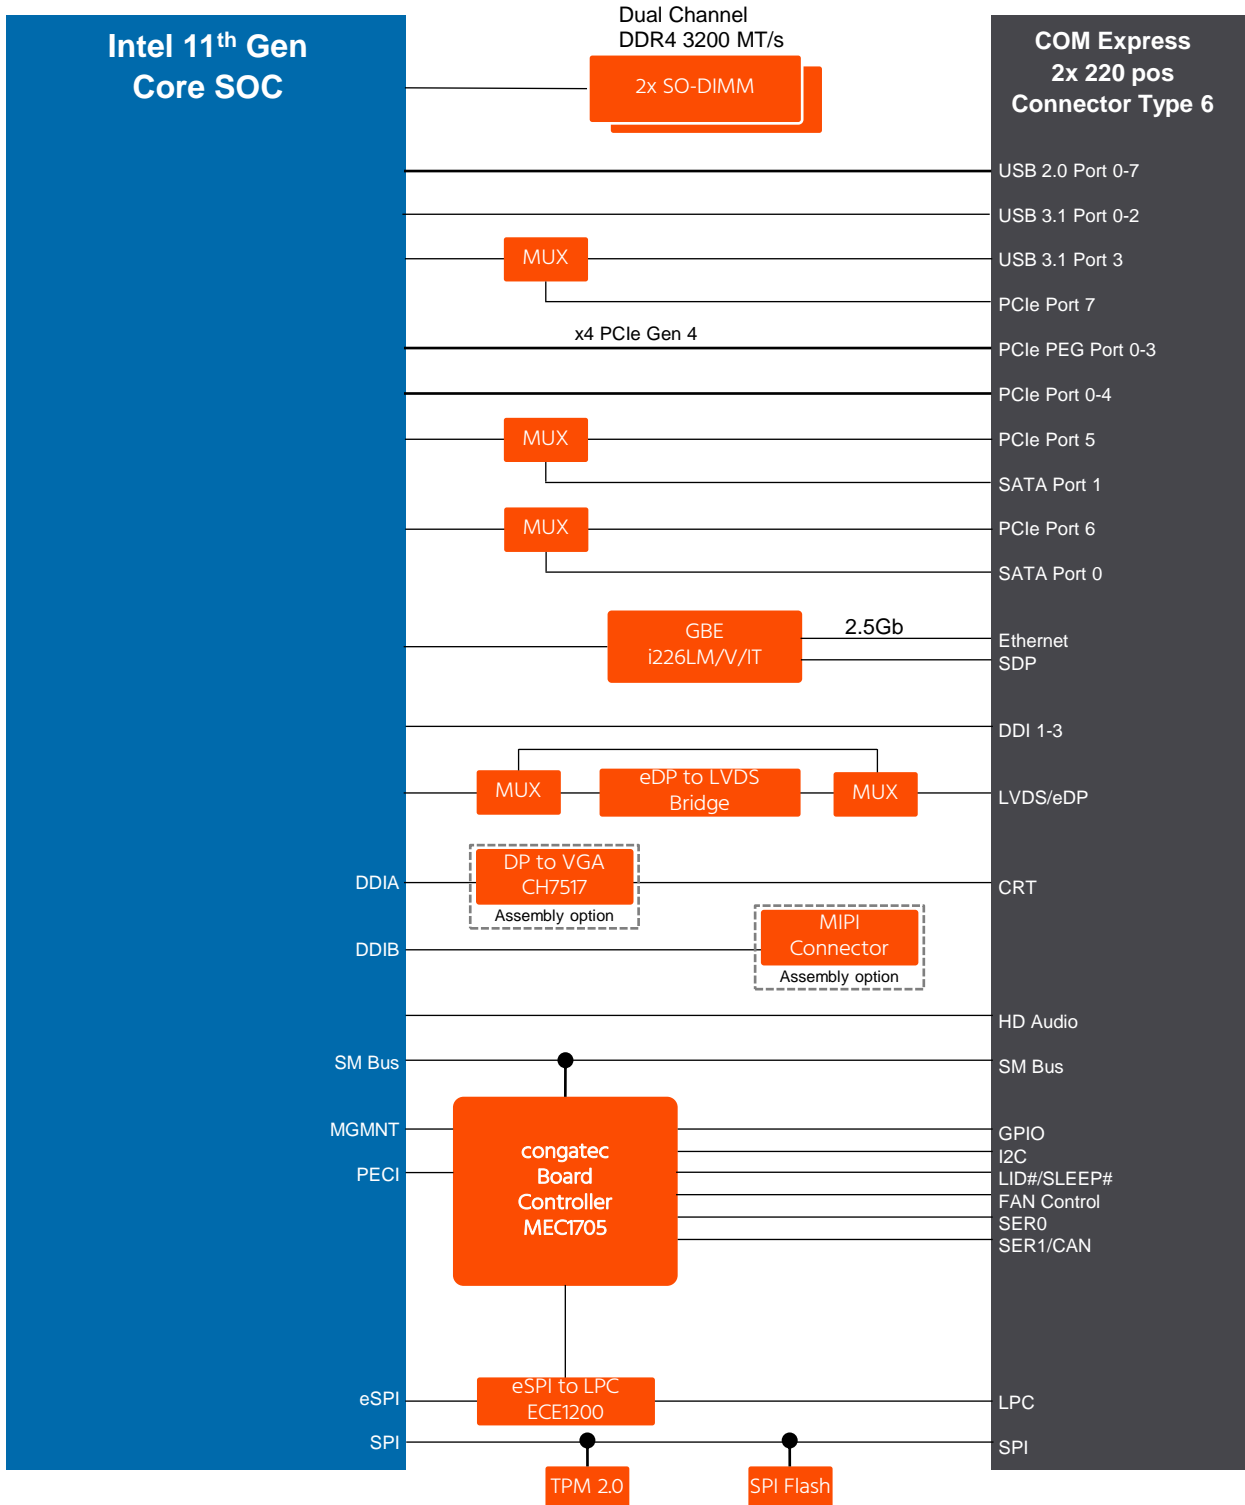 Intel 11th Gen
Core SOC
Dual Channel
DDR4 3200 MT/s
2x SO-DIMM
COM Express
2x 220 pos
Connector Type 6
USB 2.0 Port 0-7
USB 3.1 Port 0-2
MUX
USB 3.1 Port 3
PCIe Port 7
x4 PCIe Gen 4
PCIe PEG Port 0-3
PCIe Port 0-4
MUX
PCIe Port 5
SATA Port 1
MUX
PCIe Port 6
SATA Port 0
GBE
i226LM/V/IT
2.5Gb
Ethernet
SDP
DDI 1-3
MUX
eDP to LVDS
Bridge
MUX
LVDS/eDP
DDIA
DP to VGA
CH7517
Assembly option
CRT
DDIB
MIPI
Connector
Assembly option
HD Audio
SM Bus
SM Bus
MGMNT
PECI
congatec
Board
Controller
MEC1705
GPIO
I2C
LID#/SLEEP#
FAN Control
SER0
SER1/CAN
eSPI
eSPI to LPC
ECE1200
LPC
SPI
SPI
TPM 2.0
SPI Flash